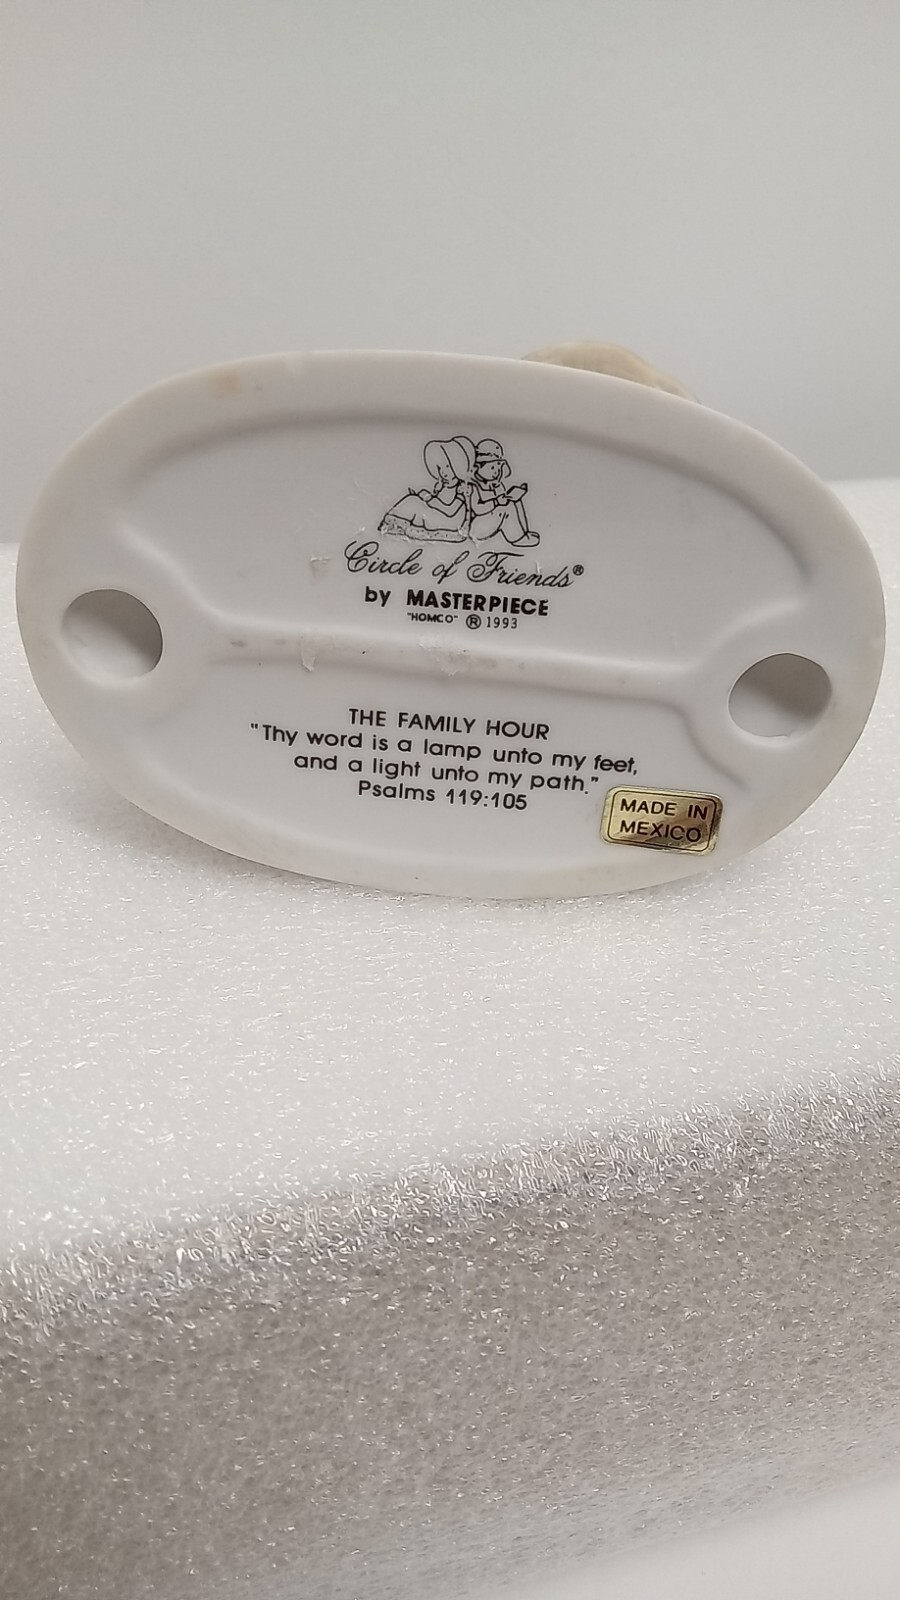 Circle of Friends®
by MASTERPIECE
"HOMCO" ® 1993
THE FAMILY HOUR
"Thy word is a lamp unto my feet,
and a light unto my path."
Psalms 119:105
MADE IN
MEXICO